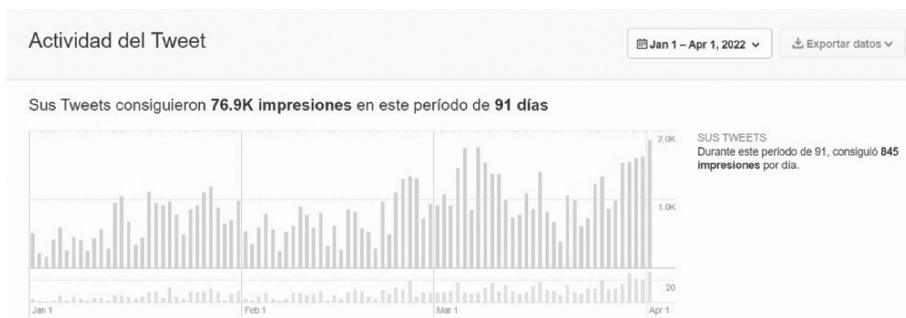 Actividad del Tweet
Jan 1 – Apr 1, 2022
Exportar datos
Sus Tweets consiguieron 76.9K impresiones en este período de 91 días
2.0K
1.0K
20
Jan 1
Feb 1
Mar 1
Apr 1
SUS TWEETS
Durante este periodo de 91, consiguió 845
impresiones por día.